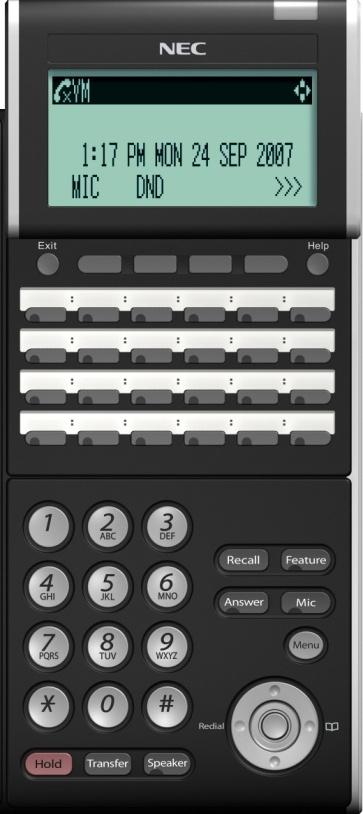 NEC
VM
1:17 PM MON 24 SEP 2007
MIC DND >>>
Exit Help
1 2 ABC 3 DEF
4 GHI 5 JKL 6 MNO
7 PQRS 8 TUV 9 WXYZ
* 0 #
Recall Feature
Answer Mic
Menu
Redial
Hold Transfer Speaker